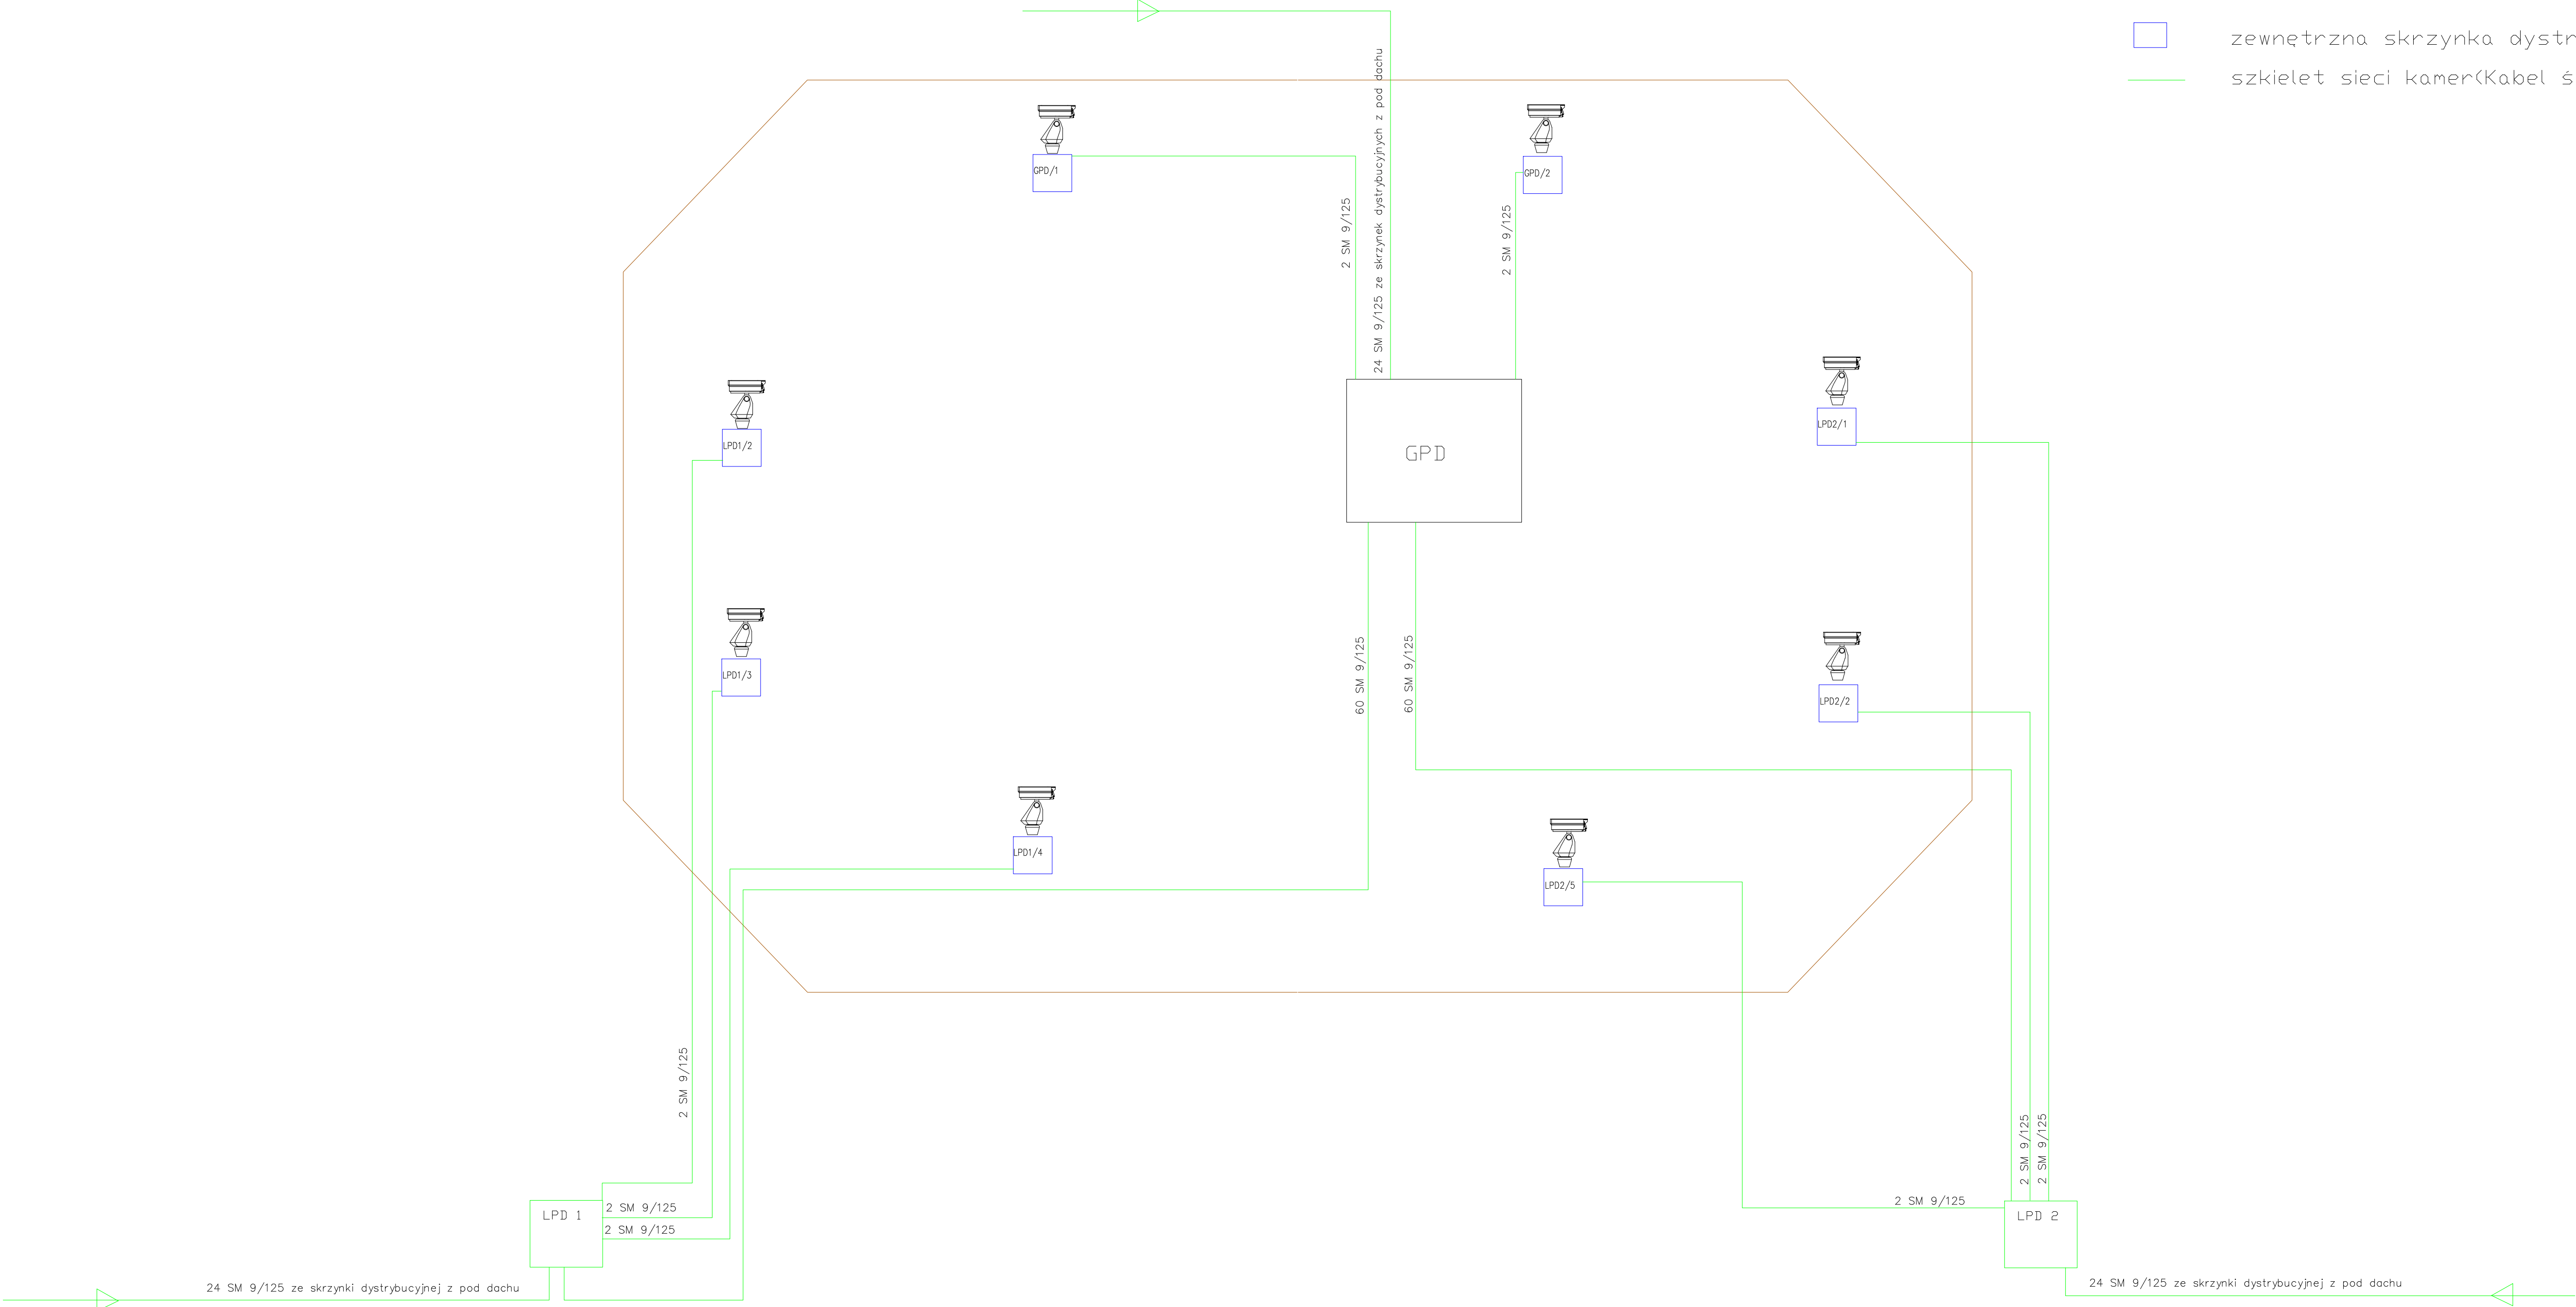 zewnętrzna skrzynka
szkielet sieci kamer(Kabel
24 SM 9/125 ze skrzynek dystrybucyjnych z pod dachu
GPD/1
GPD/2
2 SM 9/125
2 SM 9/125
LPD1/2
GPD
LPD2/1
LPD1/3
60 SM 9/125
60 SM 9/125
LPD2/2
LPD1/4
LPD2/5
2 SM 9/125
2 SM 9/125
2 SM 9/125
LPD 1
2 SM 9/125
2 SM 9/125
2 SM 9/125
LPD 2
24 SM 9/125 ze skrzynki dystrybucyjnej z pod dachu
24 SM 9/125 ze skrzynki dystrybucyjnej z pod dachu